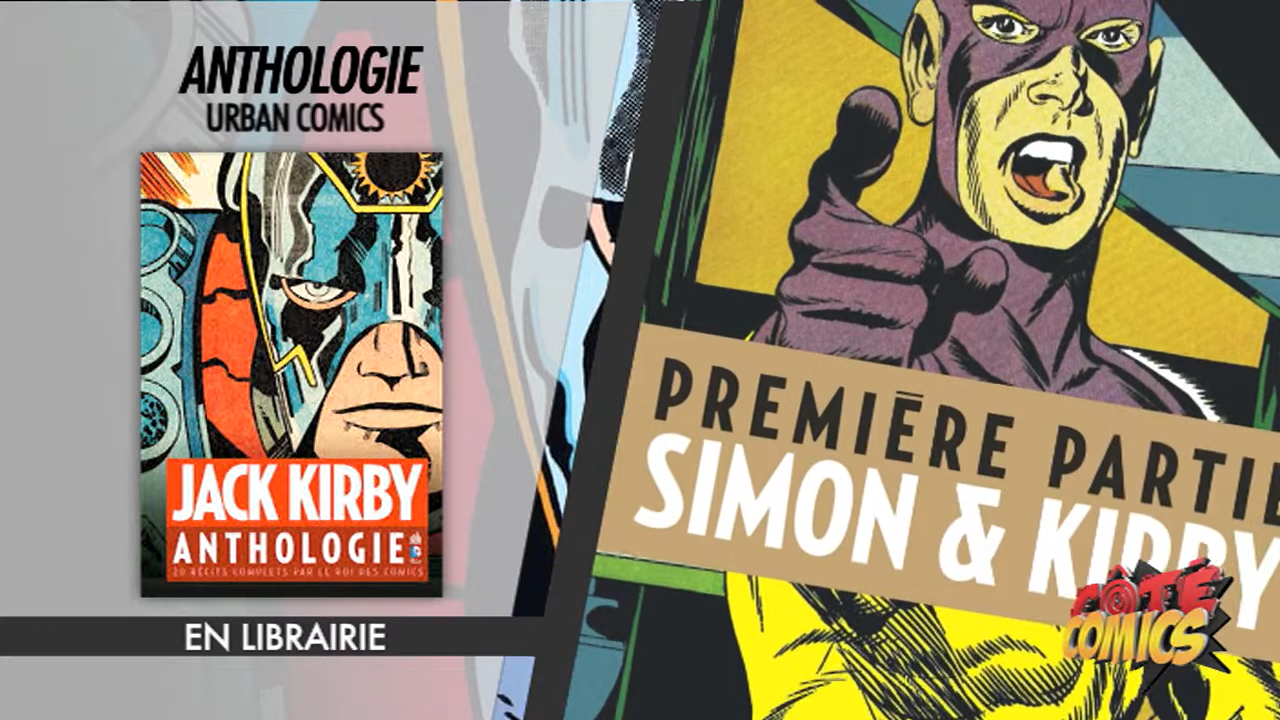 ANTHOLOGIE
URBAN COMICS
JACK KIRBY
ANTHOLOGIE
20 RÉCITS COMPLETS PAR LE ROI DES COMICS
EN LIBRAIRIE
PREMIÈRE PARTIE
SIMON & KIRBY
CÔTÉ
COMICS